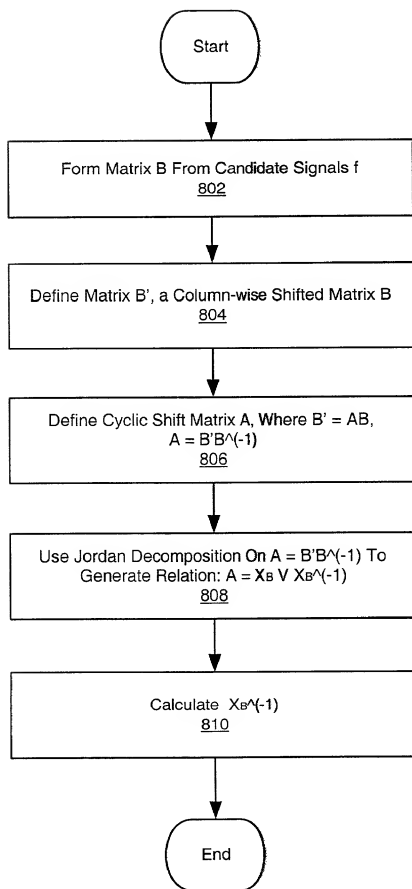 Start
Form Matrix B From Candidate Signals f
802
Define Matrix B', a Column-wise Shifted Matrix B
804
Define Cyclic Shift Matrix A, Where B' = AB,
A = B'B^(-1)
806
Use Jordan Decomposition On A = B'B^(-1) To
Generate Relation: A = XB V XB^(-1)
808
Calculate XB^(-1)
810
End